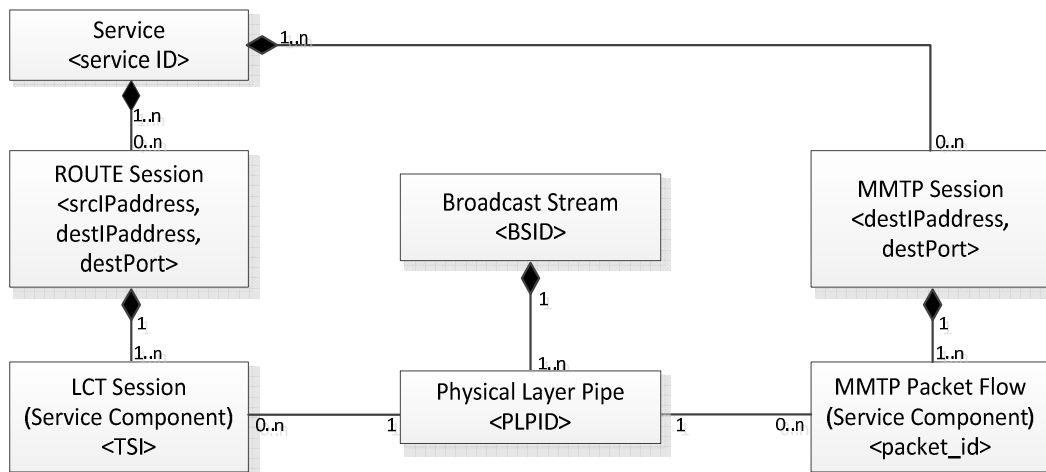 Service
<service ID>
1..n
1..n
0..n
0..n
ROUTE Session
<srcIPaddress,
destIPaddress,
destPort>
Broadcast Stream
<BSID>
MMTP Session
<destIPaddress,
destPort>
1
1..n
1
1..n
1
1..n
LCT Session
(Service Component)
<TSI>
0..n
1
Physical Layer Pipe
<PLPID>
1
0..n
MMTP Packet Flow
(Service Component)
<packet_id>